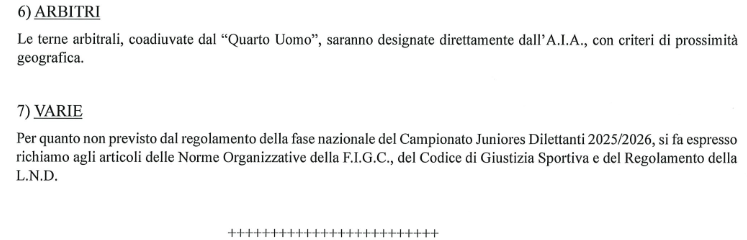 6) ARBITRI
Le terne arbitrali, coadiuvate dal “Quarto Uomo”, saranno designate direttamente dall’A.I.A., con criteri di prossimità
geografica.
7) VARIE
Per quanto non previsto dal regolamento della fase nazionale del Campionato Juniores Dilettanti 2025/2026, si fa espresso
richiamo agli articoli delle Norme Organizzative della F.I.G.C., del Codice di Giustizia Sportiva e del Regolamento della
L.N.D.
++++++++++++++++++++++++++